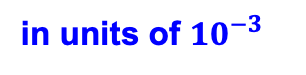 in units of 10⁻³